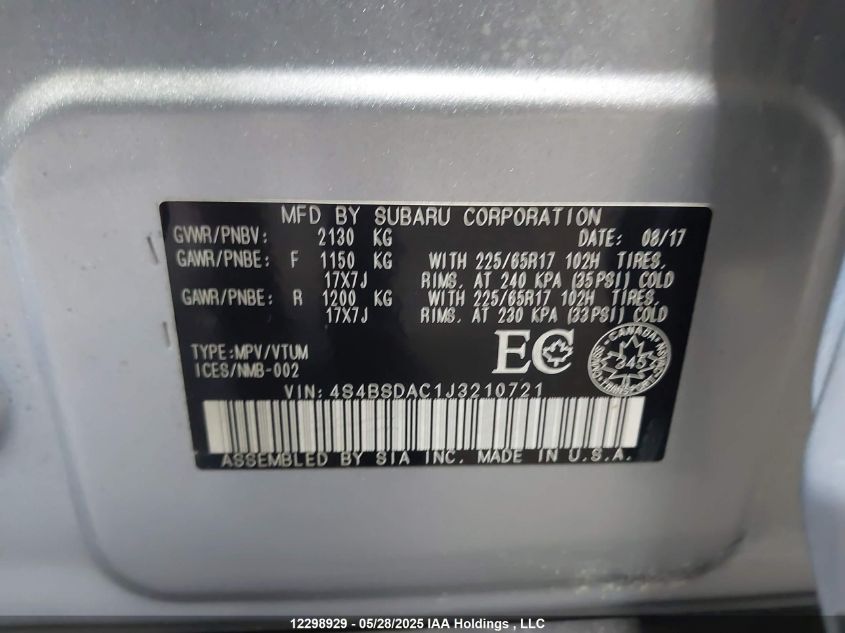 MFD BY SUBARU CORPORATION
GVWR/PNBV: 2130 KG DATE: 08/17
GAWR/PNBE: F 1150 KG WITH 225/65R17 102H TIRES.
17X7J RIMS. AT 240 KPA (35PSI) COLD
GAWR/PNBE: R 1200 KG WITH 225/65R17 102H TIRES.
17X7J RIMS. AT 230 KPA (33PSI) COLD
TYPE:MPV/VTUM
ICES/NMB-002
EC
CANADA
345
TRANSPORT
VIN: 4S4BSDAC1J3210721
ASSEMBLED BY SIA INC. MADE IN U.S.A.
12298929 - 05/28/2025 IAA Holdings , LLC